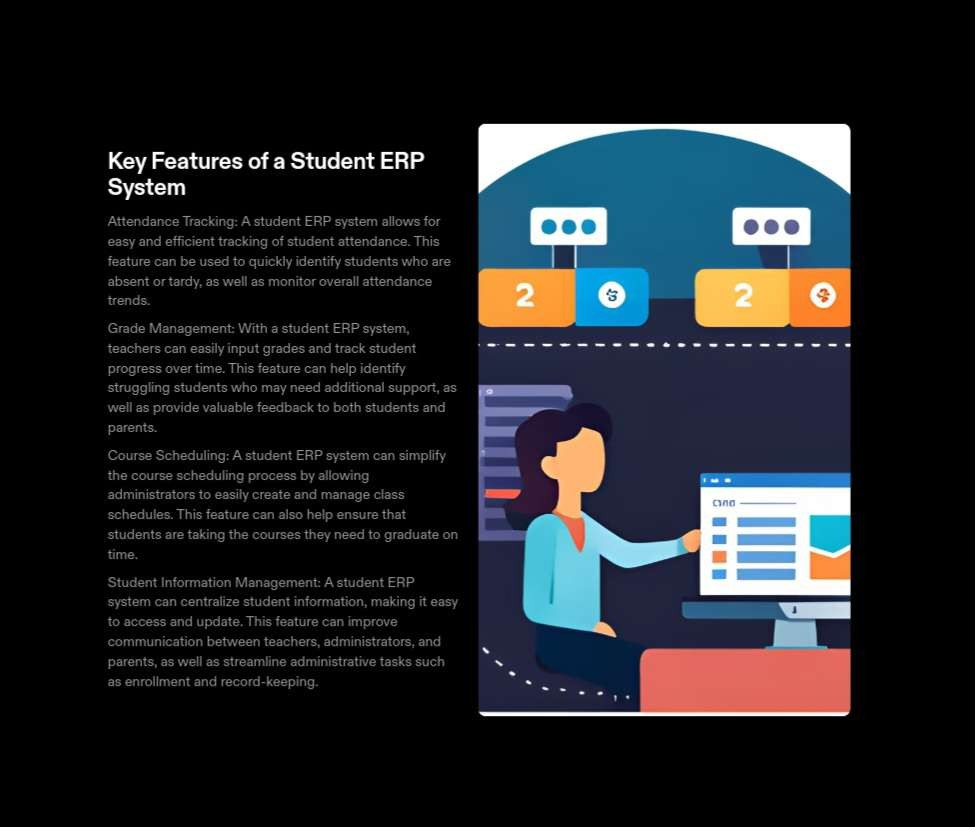 Key Features of a Student ERP
System
Attendance Tracking: A student ERP system allows for
easy and efficient tracking of student attendance. This
feature can be used to quickly identify students who are
absent or tardy, as well as monitor overall attendance
trends.
Grade Management: With a student ERP system,
teachers can easily input grades and track student
progress over time. This feature can help identify
struggling students who may need additional support, as
well as provide valuable feedback to both students and
parents.
Course Scheduling: A student ERP system can simplify
the course scheduling process by allowing
administrators to easily create and manage class
schedules. This feature can also help ensure that
students are taking the courses they need to graduate on
time.
Student Information Management: A student ERP
system can centralize student information, making it easy
to access and update. This feature can improve
communication between teachers, administrators, and
parents, as well as streamline administrative tasks such
as enrollment and record-keeping.
2
2